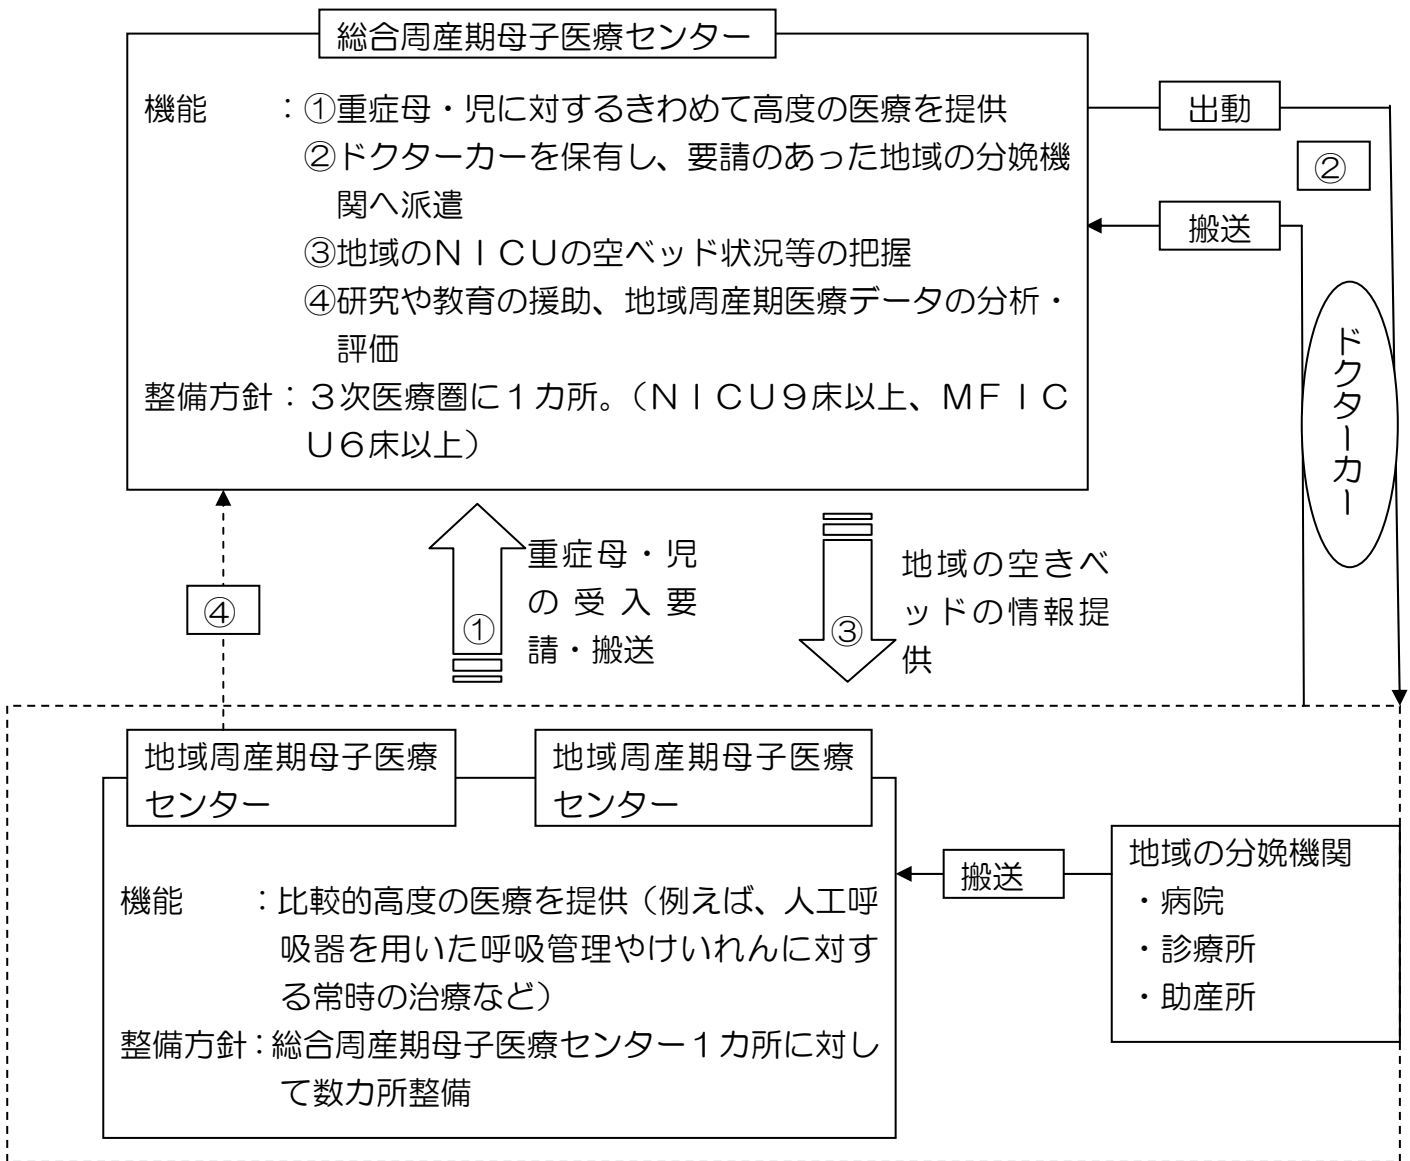 総合周産期母子医療センター
機能　　：①重症母・児に対するきわめて高度の医療を提供
②ドクターカーを保有し、要請のあった地域の分娩機
関へ派遣
③地域のＮＩＣＵの空ベッド状況等の把握
④研究や教育の援助、地域周産期医療データの分析・
評価
整備方針：３次医療圏に１カ所。（ＮＩＣＵ９床以上、ＭＦＩＣ
Ｕ６床以上）
出動
②
搬送
ドクターカー
④
①
重症母・児
の受入要
請・搬送
③
地域の空きベ
ッドの情報提
供
地域周産期母子医療
センター
地域周産期母子医療
センター
機能　　：比較的高度の医療を提供（例えば、人工呼
吸器を用いた呼吸管理やけいれんに対す
る常時の治療など）
整備方針：総合周産期母子医療センター１カ所に対し
て数カ所整備
搬送
地域の分娩機関
・病院
・診療所
・助産所